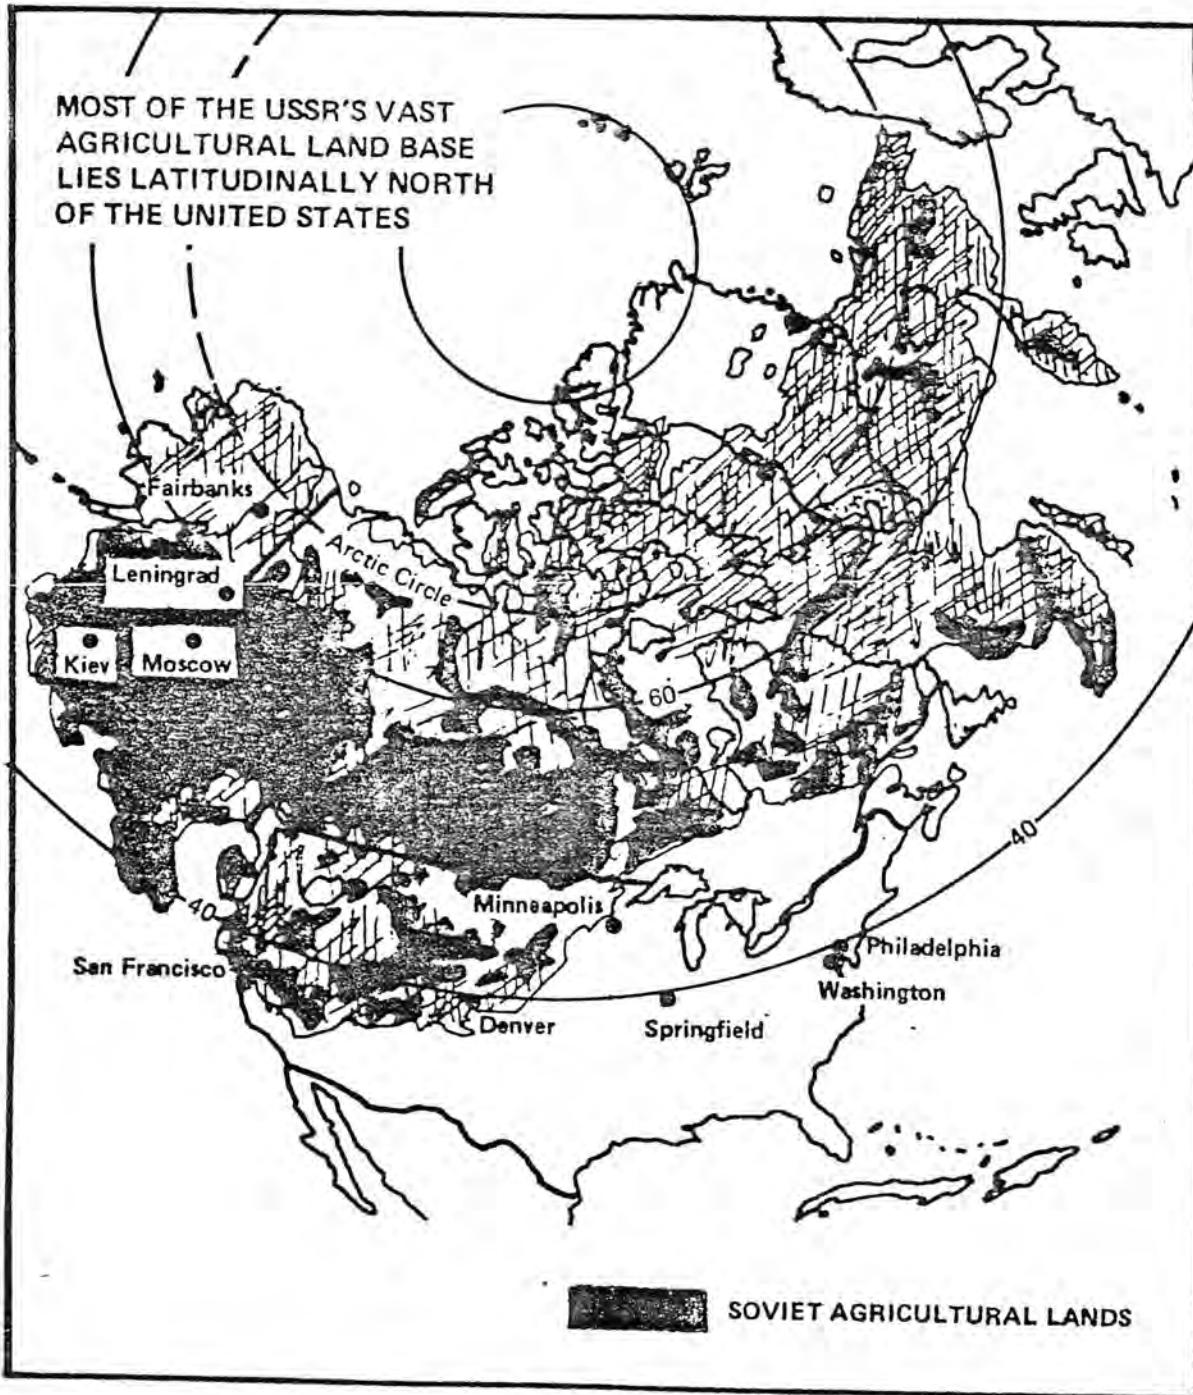 MOST OF THE USSR'S VAST
AGRICULTURAL LAND BASE
LIES LATITUDINALLY NORTH
OF THE UNITED STATES
Fairbanks
Arctic Circle
Leningrad
Kiev
Moscow
60
40
40
Minneapolis
San Francisco
Philadelphia
Washington
Denver
Springfield
SOVIET AGRICULTURAL LANDS